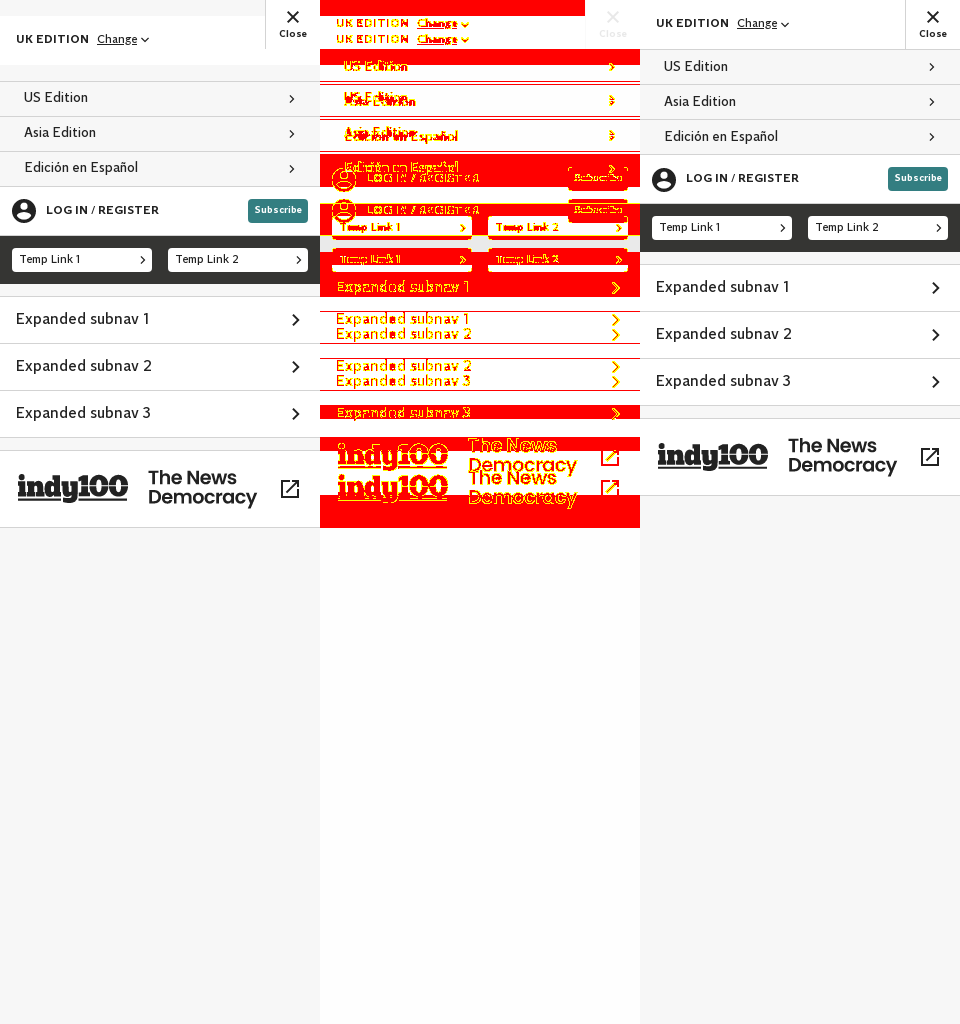 UK EDITION Change
Close
US Edition
Asia Edition
Edición en Español
LOG IN / REGISTER
Subscribe
Temp Link 1
Temp Link 2
Expanded subnav 1
Expanded subnav 2
Expanded subnav 3
indy100
The News
Democracy
UK EDITION Change
UK EDITION Change
Close
US Edition
US Edition
Asia Edition
Asia Edition
Edición en Español
Edición en Español
LOG IN / REGISTER
Subscribe
LOG IN / REGISTER
Subscribe
Temp Link 1
Temp Link 2
Temp Link 1
Temp Link 2
Expanded subnav 1
Expanded subnav 1
Expanded subnav 2
Expanded subnav 2
Expanded subnav 3
Expanded subnav 3
indy100
The News
Democracy
indy100
The News
Democracy
UK EDITION Change
Close
US Edition
Asia Edition
Edición en Español
LOG IN / REGISTER
Subscribe
Temp Link 1
Temp Link 2
Expanded subnav 1
Expanded subnav 2
Expanded subnav 3
indy100
The News
Democracy